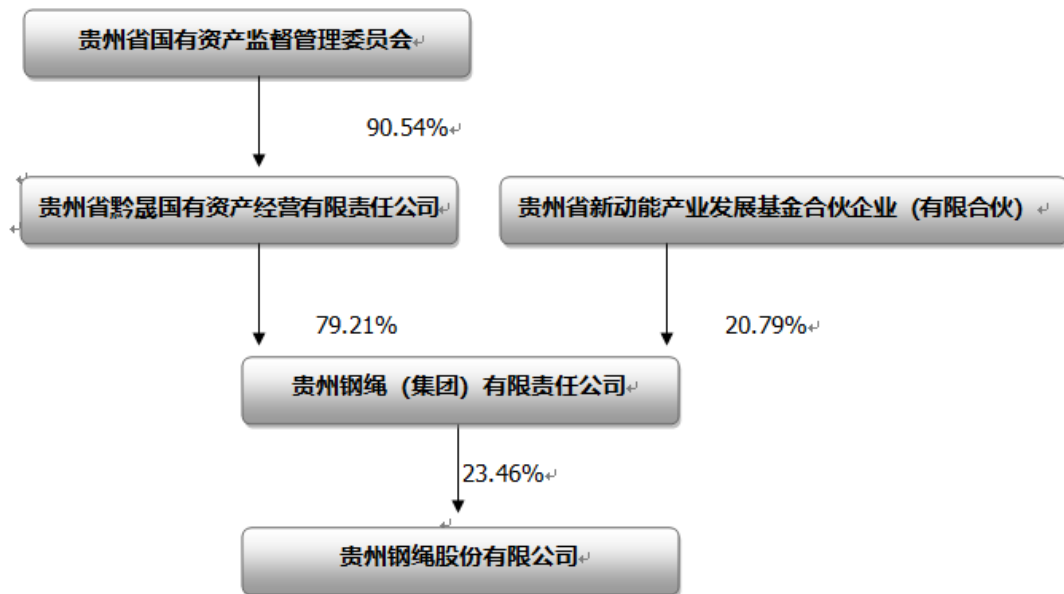 贵州省国有资产监督管理委员会
90.54%
贵州省黔晟国有资产经营有限责任公司
贵州省新动能产业发展基金合伙企业（有限合伙）
79.21%
20.79%
贵州钢绳（集团）有限责任公司
23.46%
贵州钢绳股份有限公司